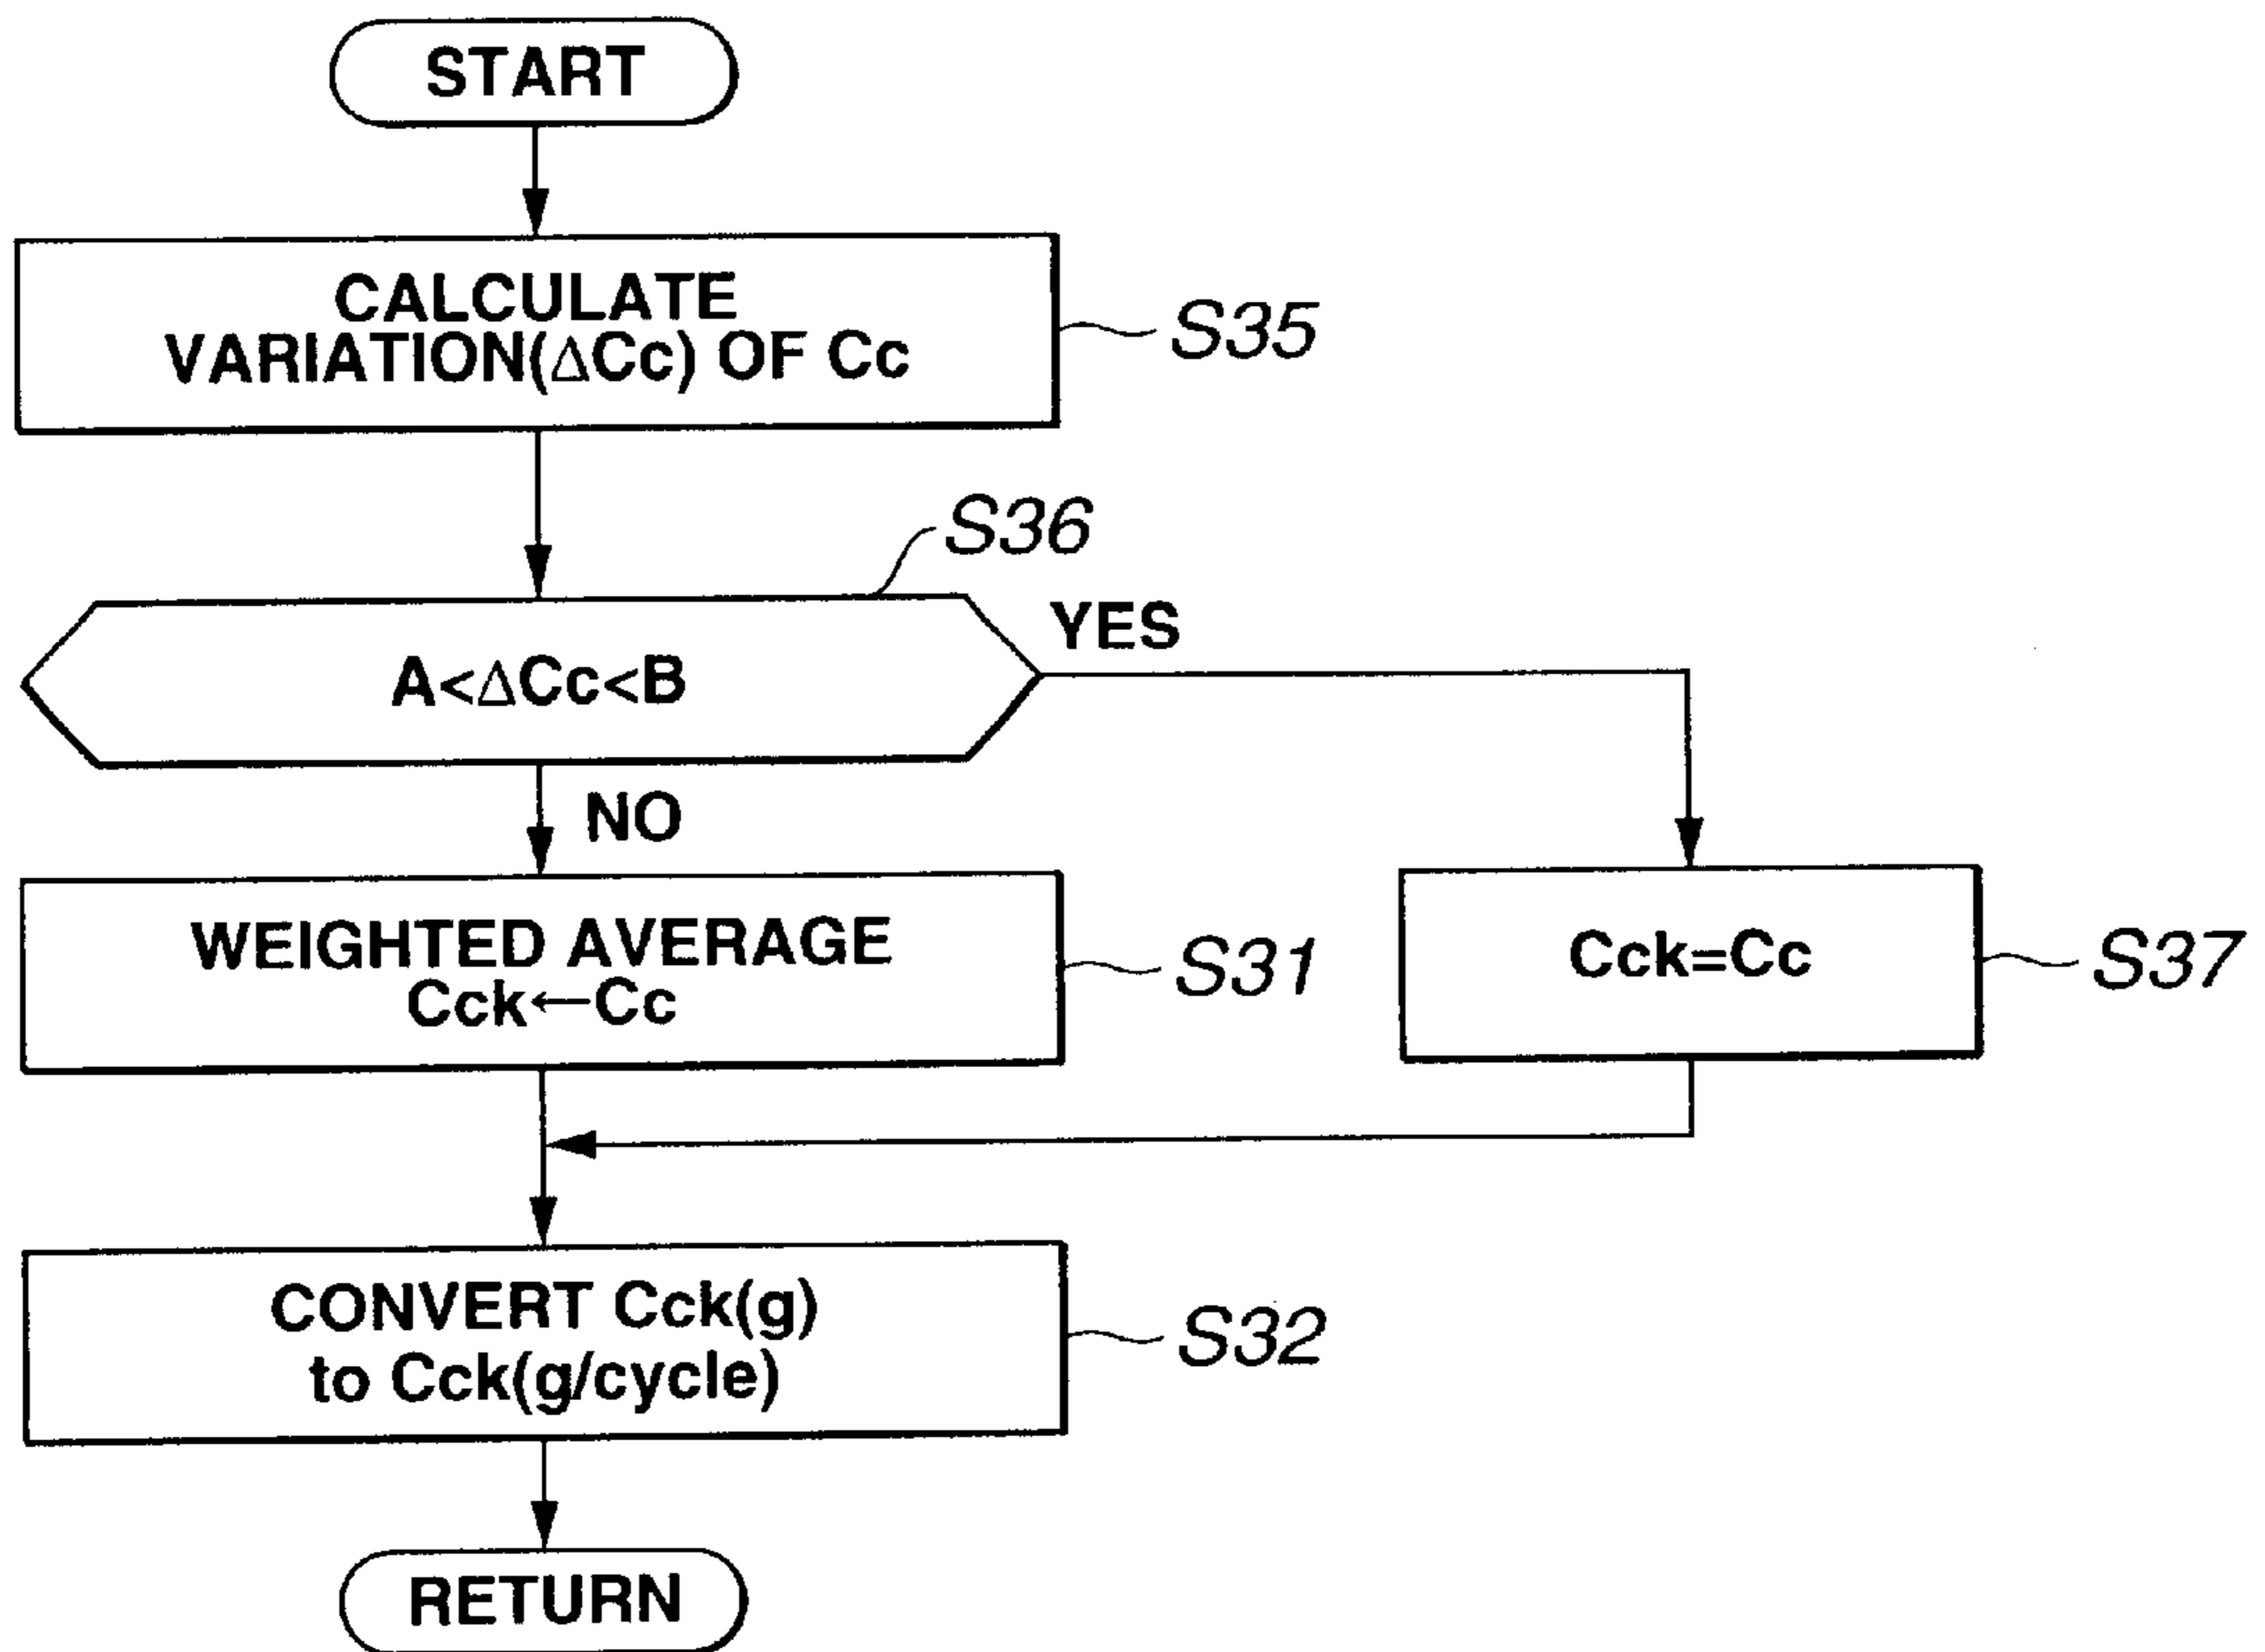 START
CALCULATE
VARIATION(ΔCc) OF Cc
S35
S36
A<ΔCc<B
YES
NO
WEIGHTED AVERAGE
Cck←Cc
S31
Cck=Cc
S37
CONVERT Cck(g)
to Cck(g/cycle)
S32
RETURN